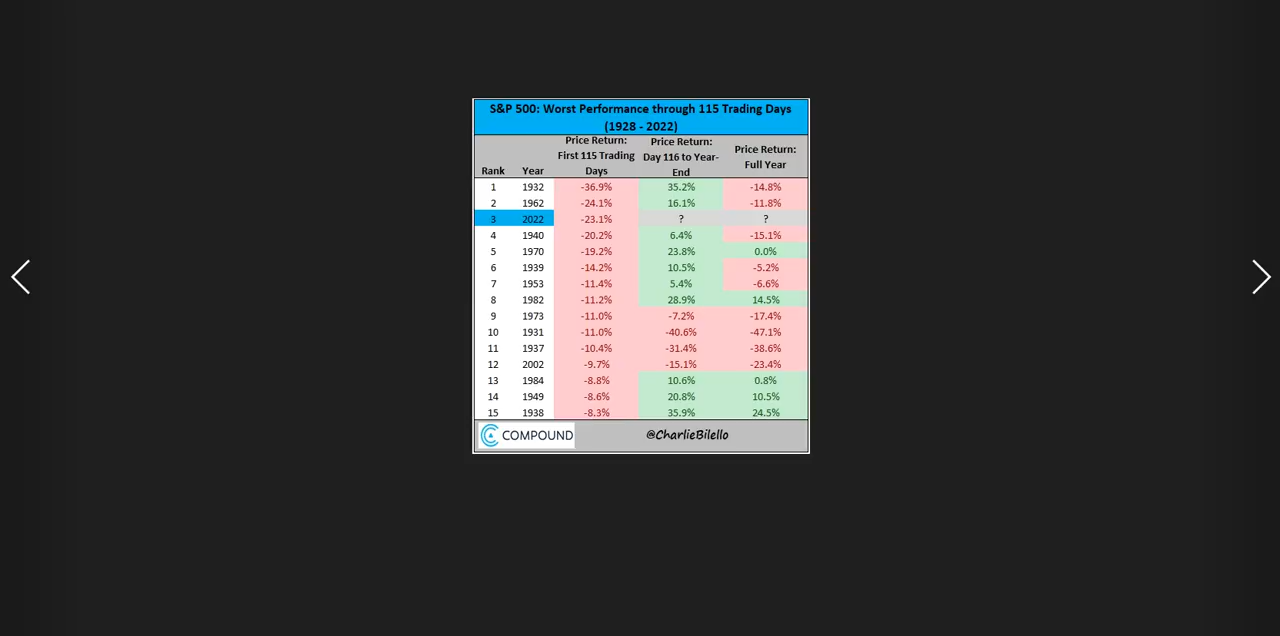 S&P 500: Worst Performance through 115 Trading Days
(1928 - 2022)
Rank Year Price Return: First 115 Trading Days Price Return: Day 116 to Year-End Price Return: Full Year
1 1932 -36.9% 35.2% -14.8%
2 1962 -24.1% 16.1% -11.8%
3 2022 -23.1% ? ?
4 1940 -20.2% 6.4% -15.1%
5 1970 -19.2% 23.8% 0.0%
6 1939 -14.2% 10.5% -5.2%
7 1953 -11.4% 5.4% -6.6%
8 1982 -11.2% 28.9% 14.5%
9 1973 -11.0% -7.2% -17.4%
10 1931 -11.0% -40.6% -47.1%
11 1937 -10.4% -31.4% -38.6%
12 2002 -9.7% -15.1% -23.4%
13 1984 -8.8% 10.6% 0.8%
14 1949 -8.6% 20.8% 10.5%
15 1938 -8.3% 35.9% 24.5%
COMPOUND @CharlieBilello